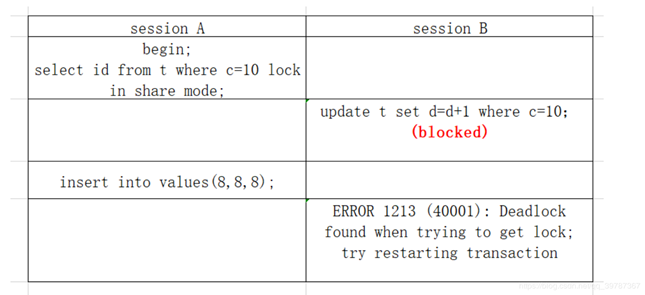 session A
session B
begin;
select id from t where c=10 lock
in share mode;
update t set d=d+1 where c=10;
(blocked)
insert into values(8,8,8);
ERROR 1213 (40001): Deadlock
found when trying to get lock;
try restarting transaction